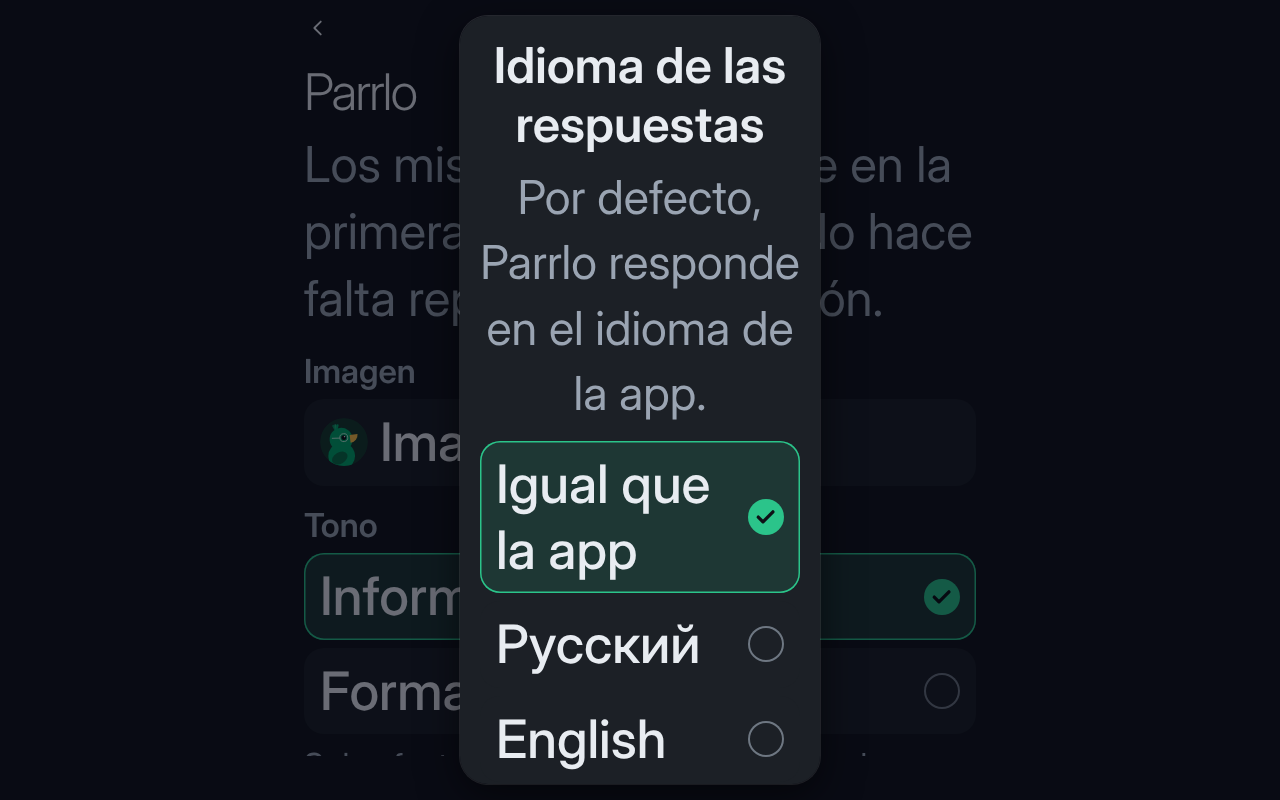 Parrlo
Los mis
e en la
primera
lo hace
falta rep
ón.
Imagen
Ima
Tono
Inform
Forma
Idioma de las
respuestas
Por defecto,
Parrlo responde
en el idioma de
la app.
Igual que
la app
Русский
English